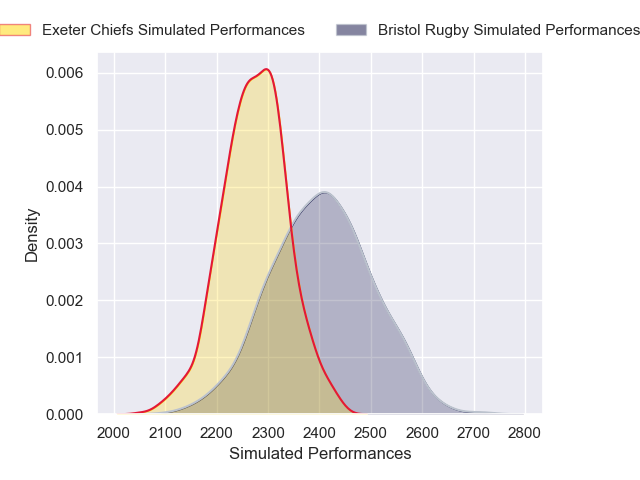 Exeter Chiefs Simulated Performances
Bristol Rugby Simulated Performances
0.006
0.005
0.004
0.003
0.002
0.001
0.000
Density
2000 2100 2200 2300 2400 2500 2600 2700 2800
Simulated Performances